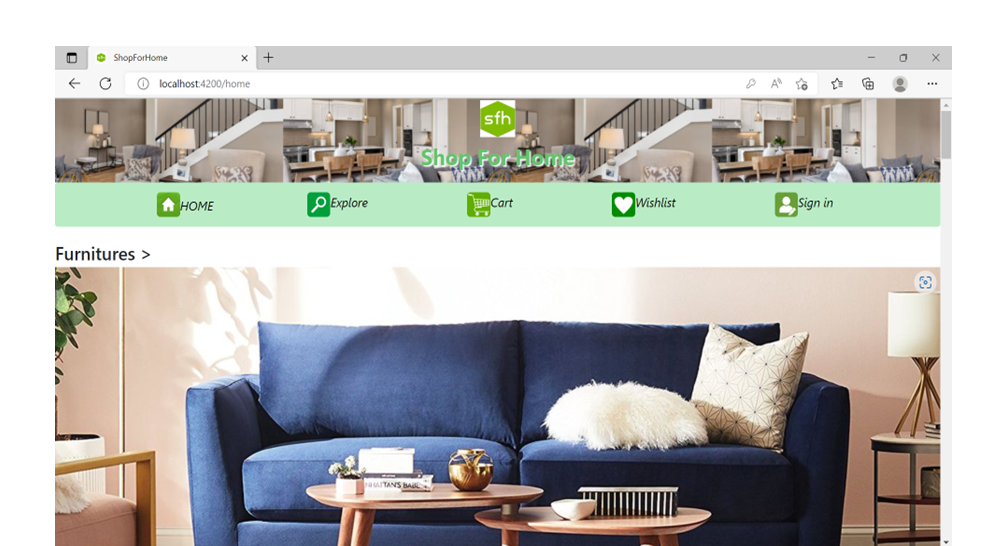 ShopForHome
localhost:4200/home
sfh
Shop For Home
HOME Explore Cart Wishlist Sign in
Furnitures >